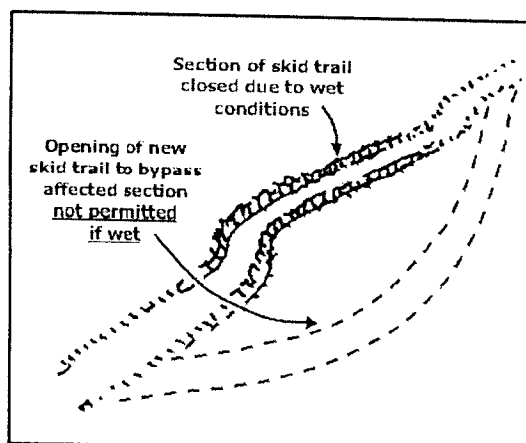 Section of skid trail
closed due to wet
conditions
Opening of new
skid trail to bypass
affected section
not permitted
if wet